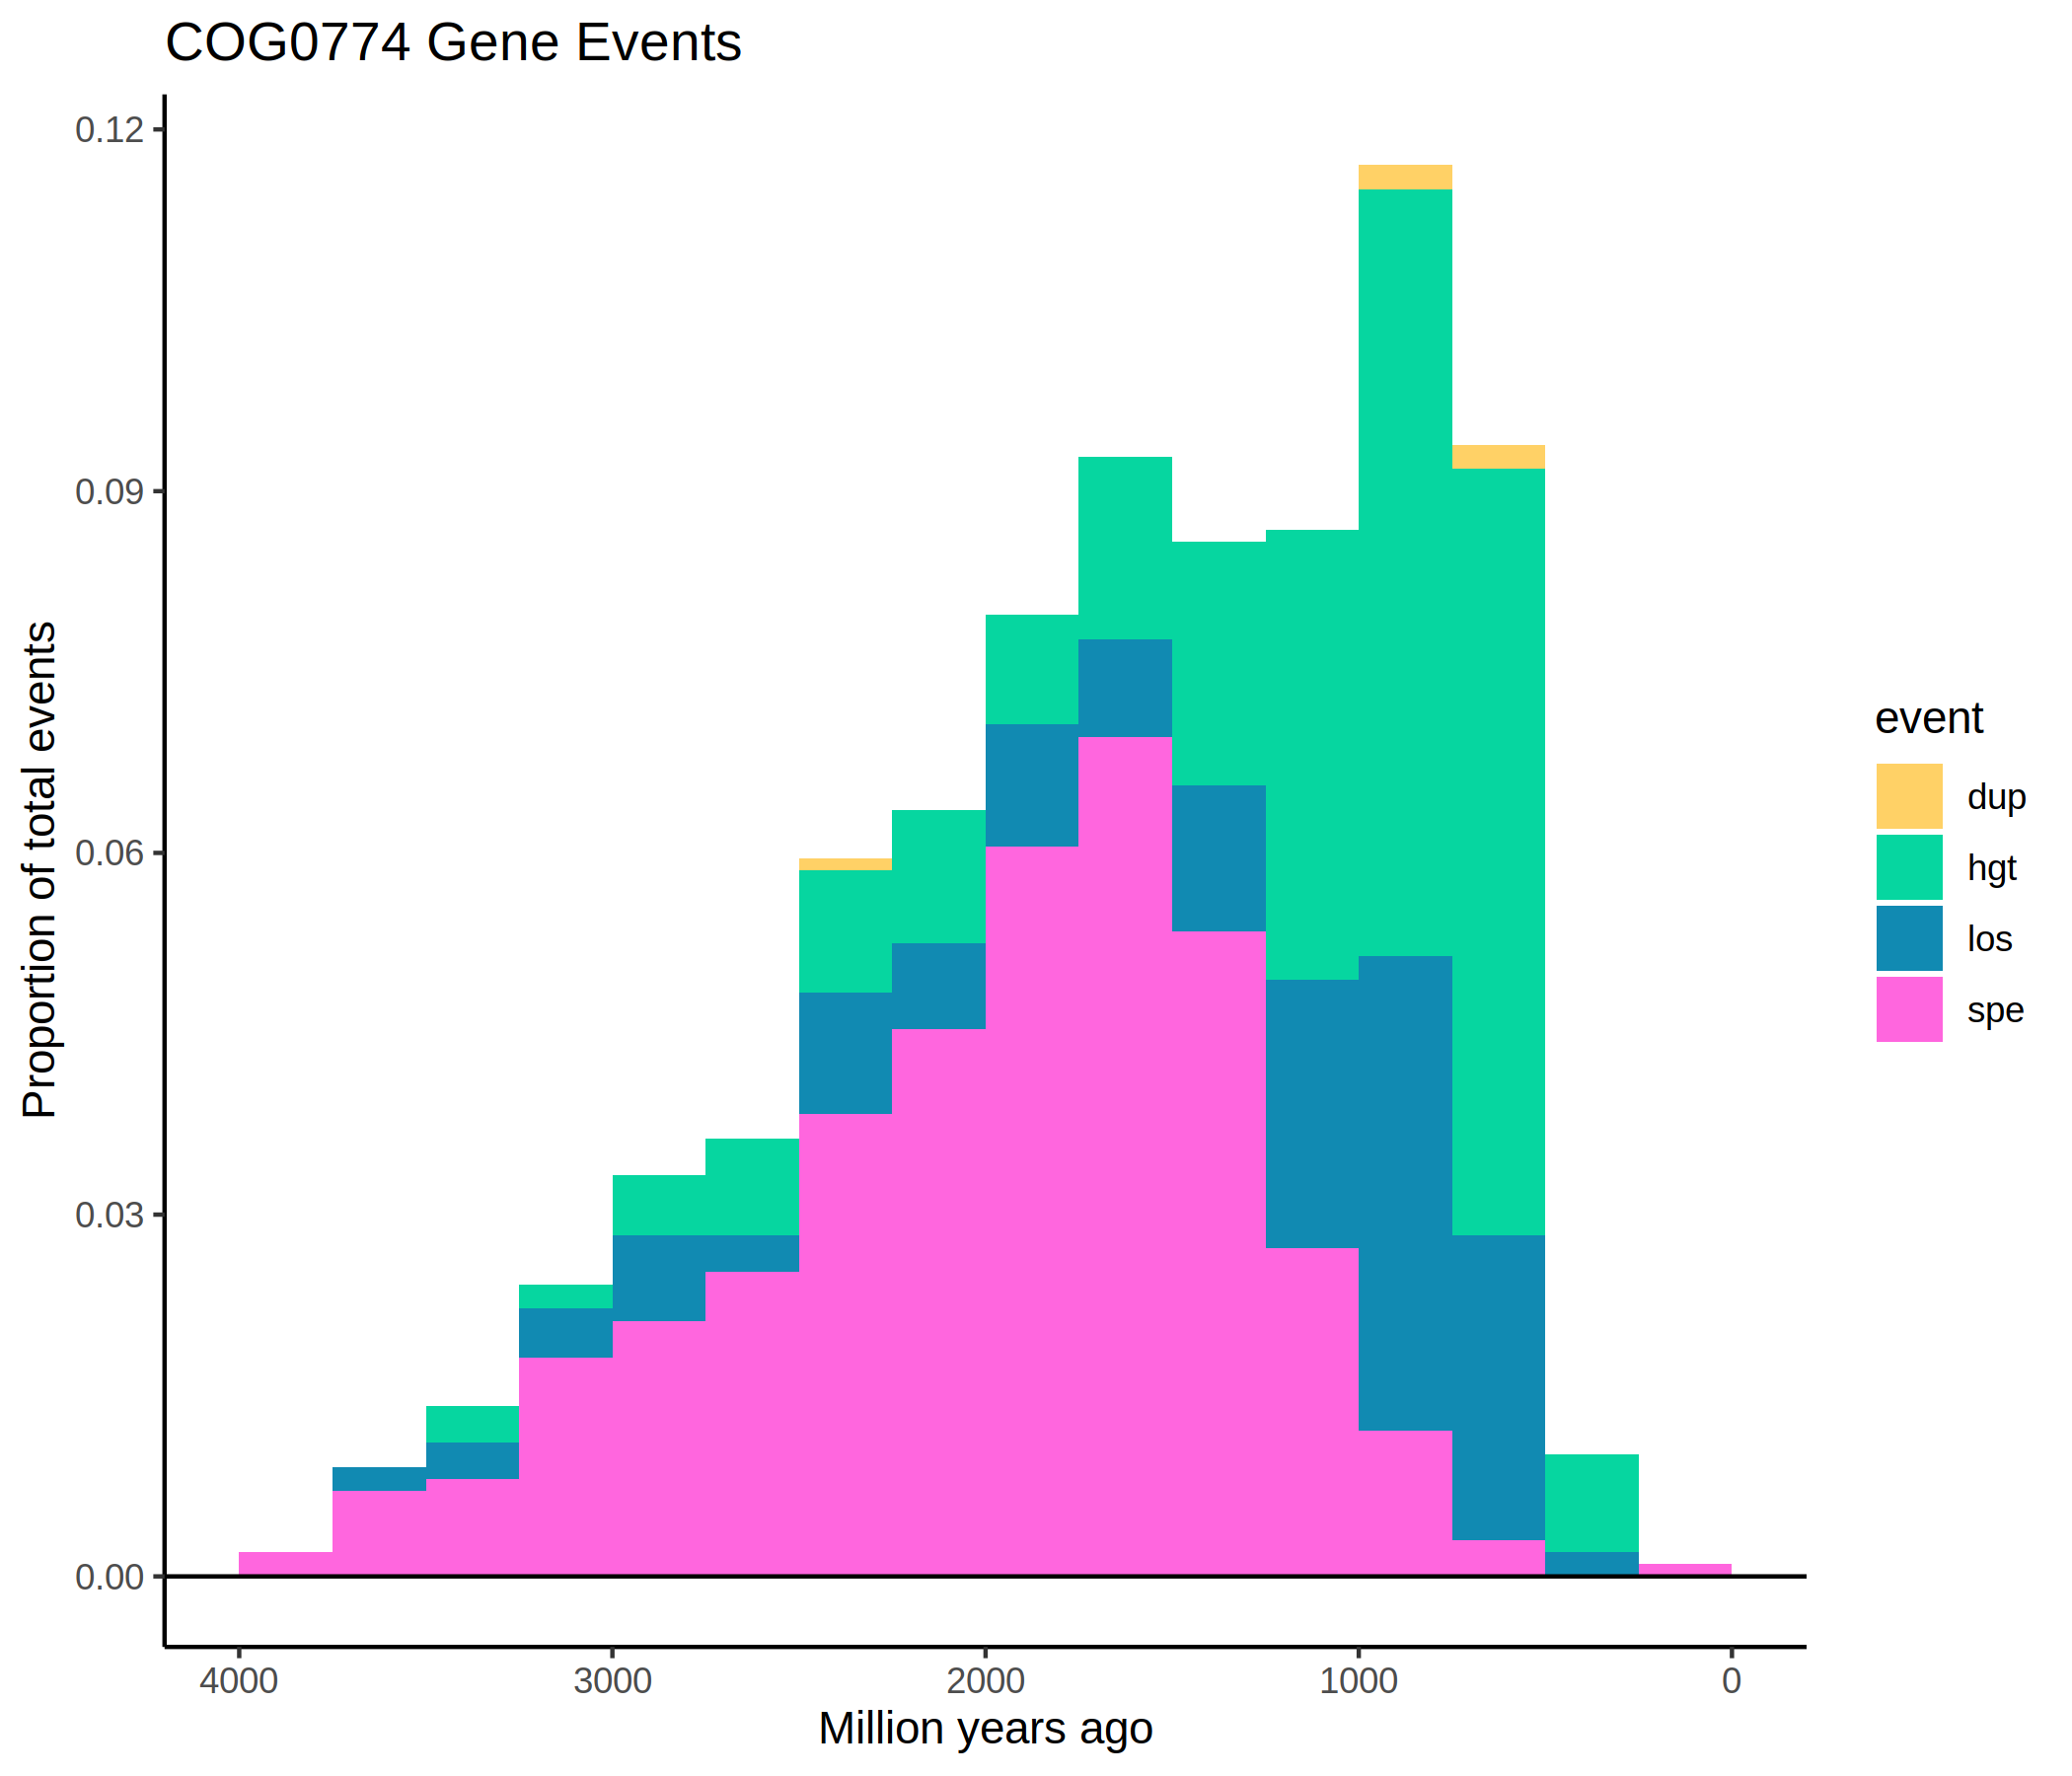 COG0774 Gene Events
0.12
0.09
0.06
0.03
0.00
Proportion of total events
4000 3000 2000 1000 0
Million years ago
event
dup
hgt
los
spe